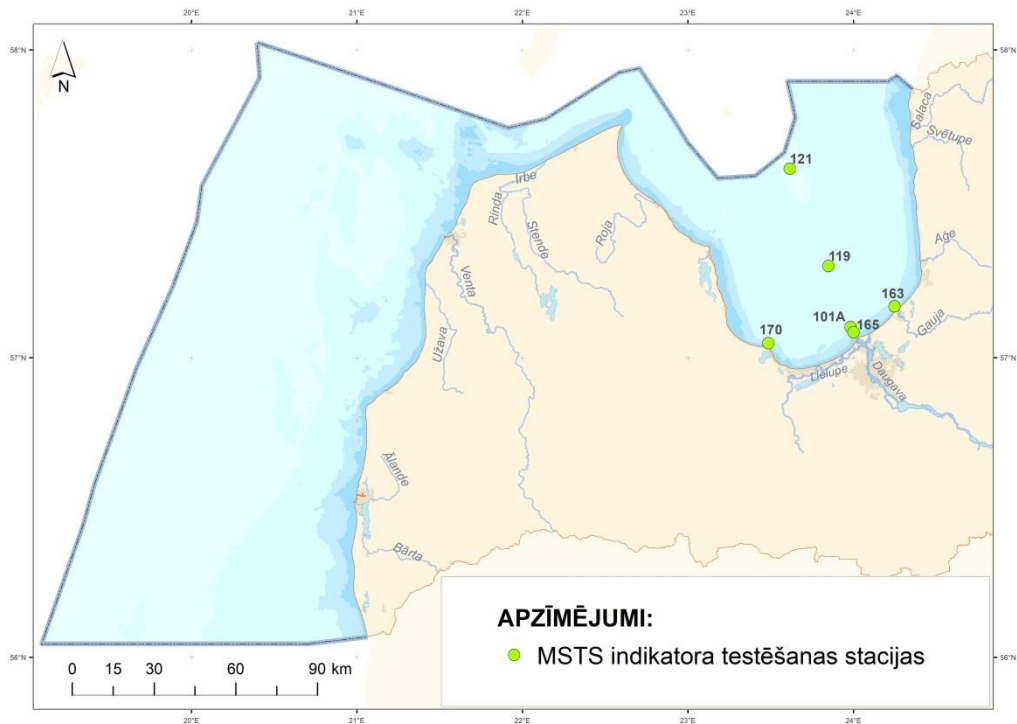 20°E 21°E 22°E 23°E 24°E
58°N 58°N
N
Salaca
Svētupe
121
Irbe
Rinda
Stende
Roja
Aģe
119
Venta
163
101A
165
Gauja
170
57°N 57°N
Užava
Lielupe
Daugava
Ālande
Bārta
APZĪMĒJUMI:
MSTS indikatora testēšanas stacijas
56°N 56°N
0 15 30 60 90 km
20°E 21°E 22°E 23°E 24°E